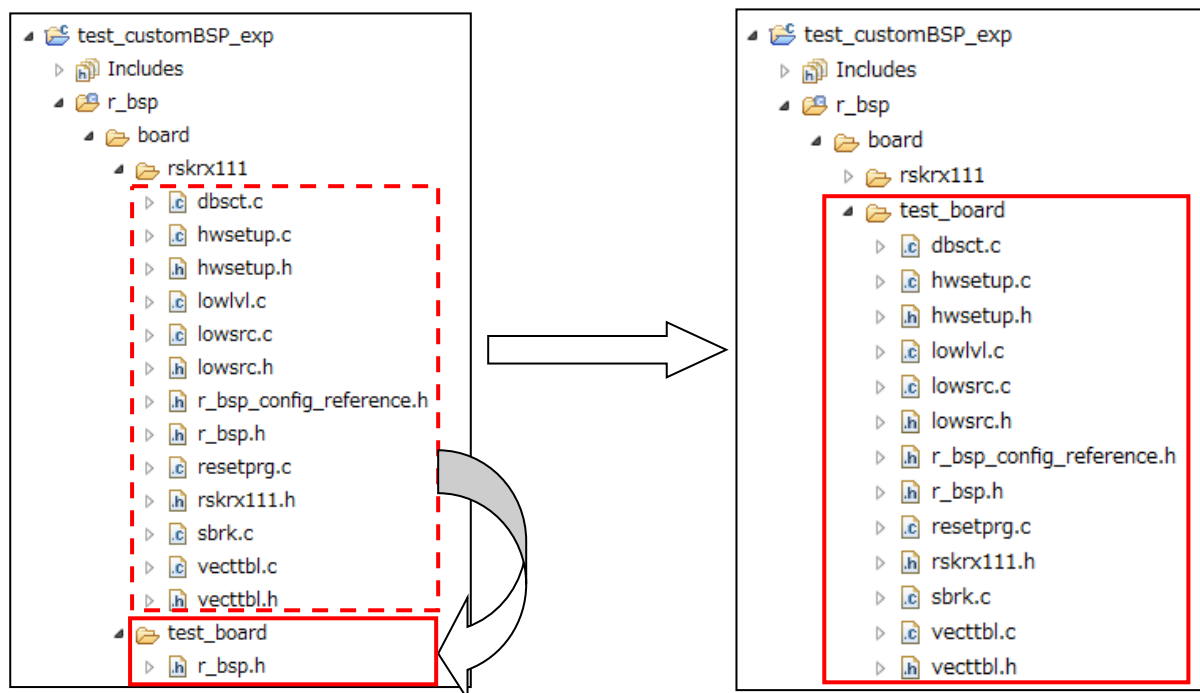 test_customBSP_exp
Includes
r_bsp
board
rskrx111
dbsct.c
hwsetup.c
hwsetup.h
lowlvl.c
lowsrc.c
lowsrc.h
r_bsp_config_reference.h
r_bsp.h
resetprg.c
rskrx111.h
sbrk.c
vecttbl.c
vecttbl.h
test_board
r_bsp.h
test_customBSP_exp
Includes
r_bsp
board
rskrx111
test_board
dbsct.c
hwsetup.c
hwsetup.h
lowlvl.c
lowsrc.c
lowsrc.h
r_bsp_config_reference.h
r_bsp.h
resetprg.c
rskrx111.h
sbrk.c
vecttbl.c
vecttbl.h